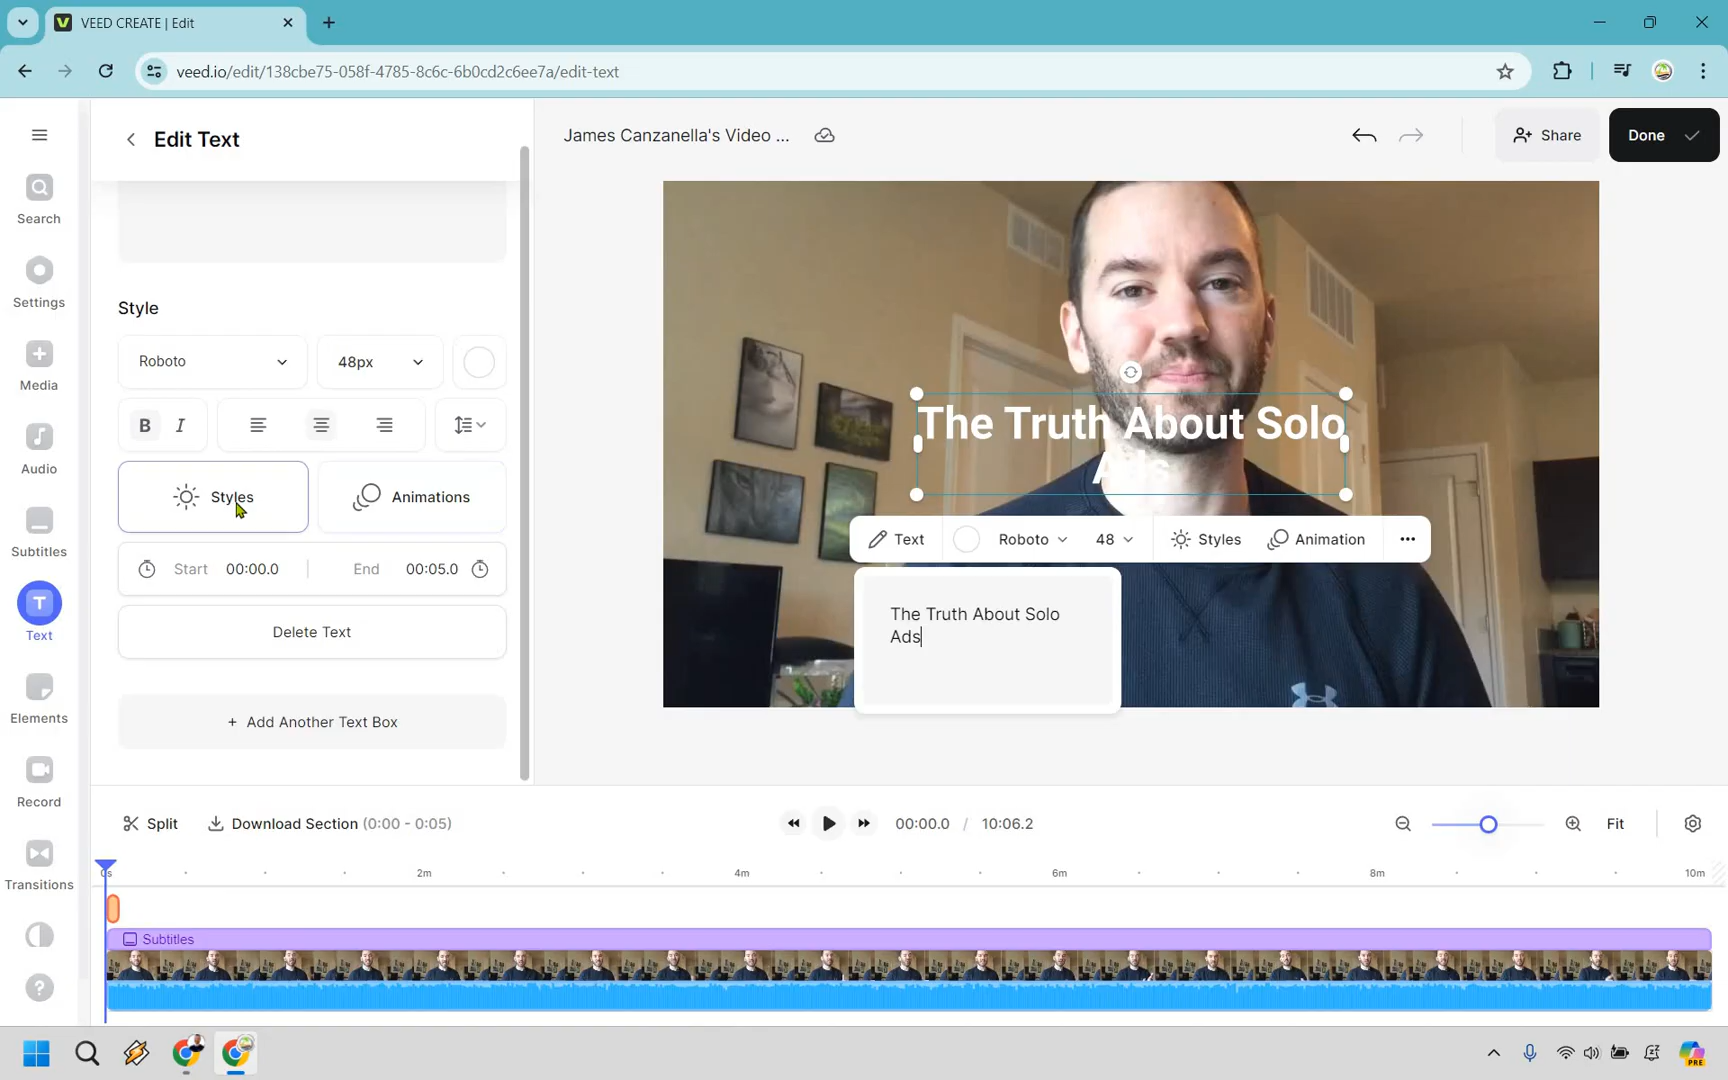 VEED CREATE | Edit
veed.io/edit/138cbe75-058f-4785-8c6c-6b0cd2c6ee7a/edit-text
Edit Text
James Canzanella's Video ...
Share
Done
Search
Settings
Media
Audio
Subtitles
Text
Elements
Record
Transitions
Style
Roboto
48px
B I
Styles
Animations
Start 00:00.0
End 00:05.0
Delete Text
+ Add Another Text Box
The Truth About Solo
Ads
Text
Roboto
48
Styles
Animation
The Truth About Solo
Ads
Split
Download Section (0:00 - 0:05)
00:00.0 / 10:06.2
Fit
2m
4m
6m
8m
10m
Subtitles
PRE